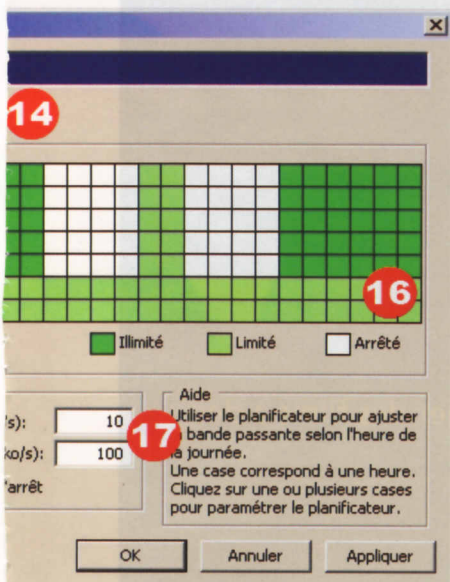 14
16
Illimité Limité Arrêté
Aide
's): 10
ko/s): 100
'arrêt
17
Utiliser le planificateur pour ajuster
bande passante selon l'heure de
la journée.
Une case correspond à une heure.
Cliquez sur une ou plusieurs cases
pour paramétrer le planificateur.
OK Annuler Appliquer